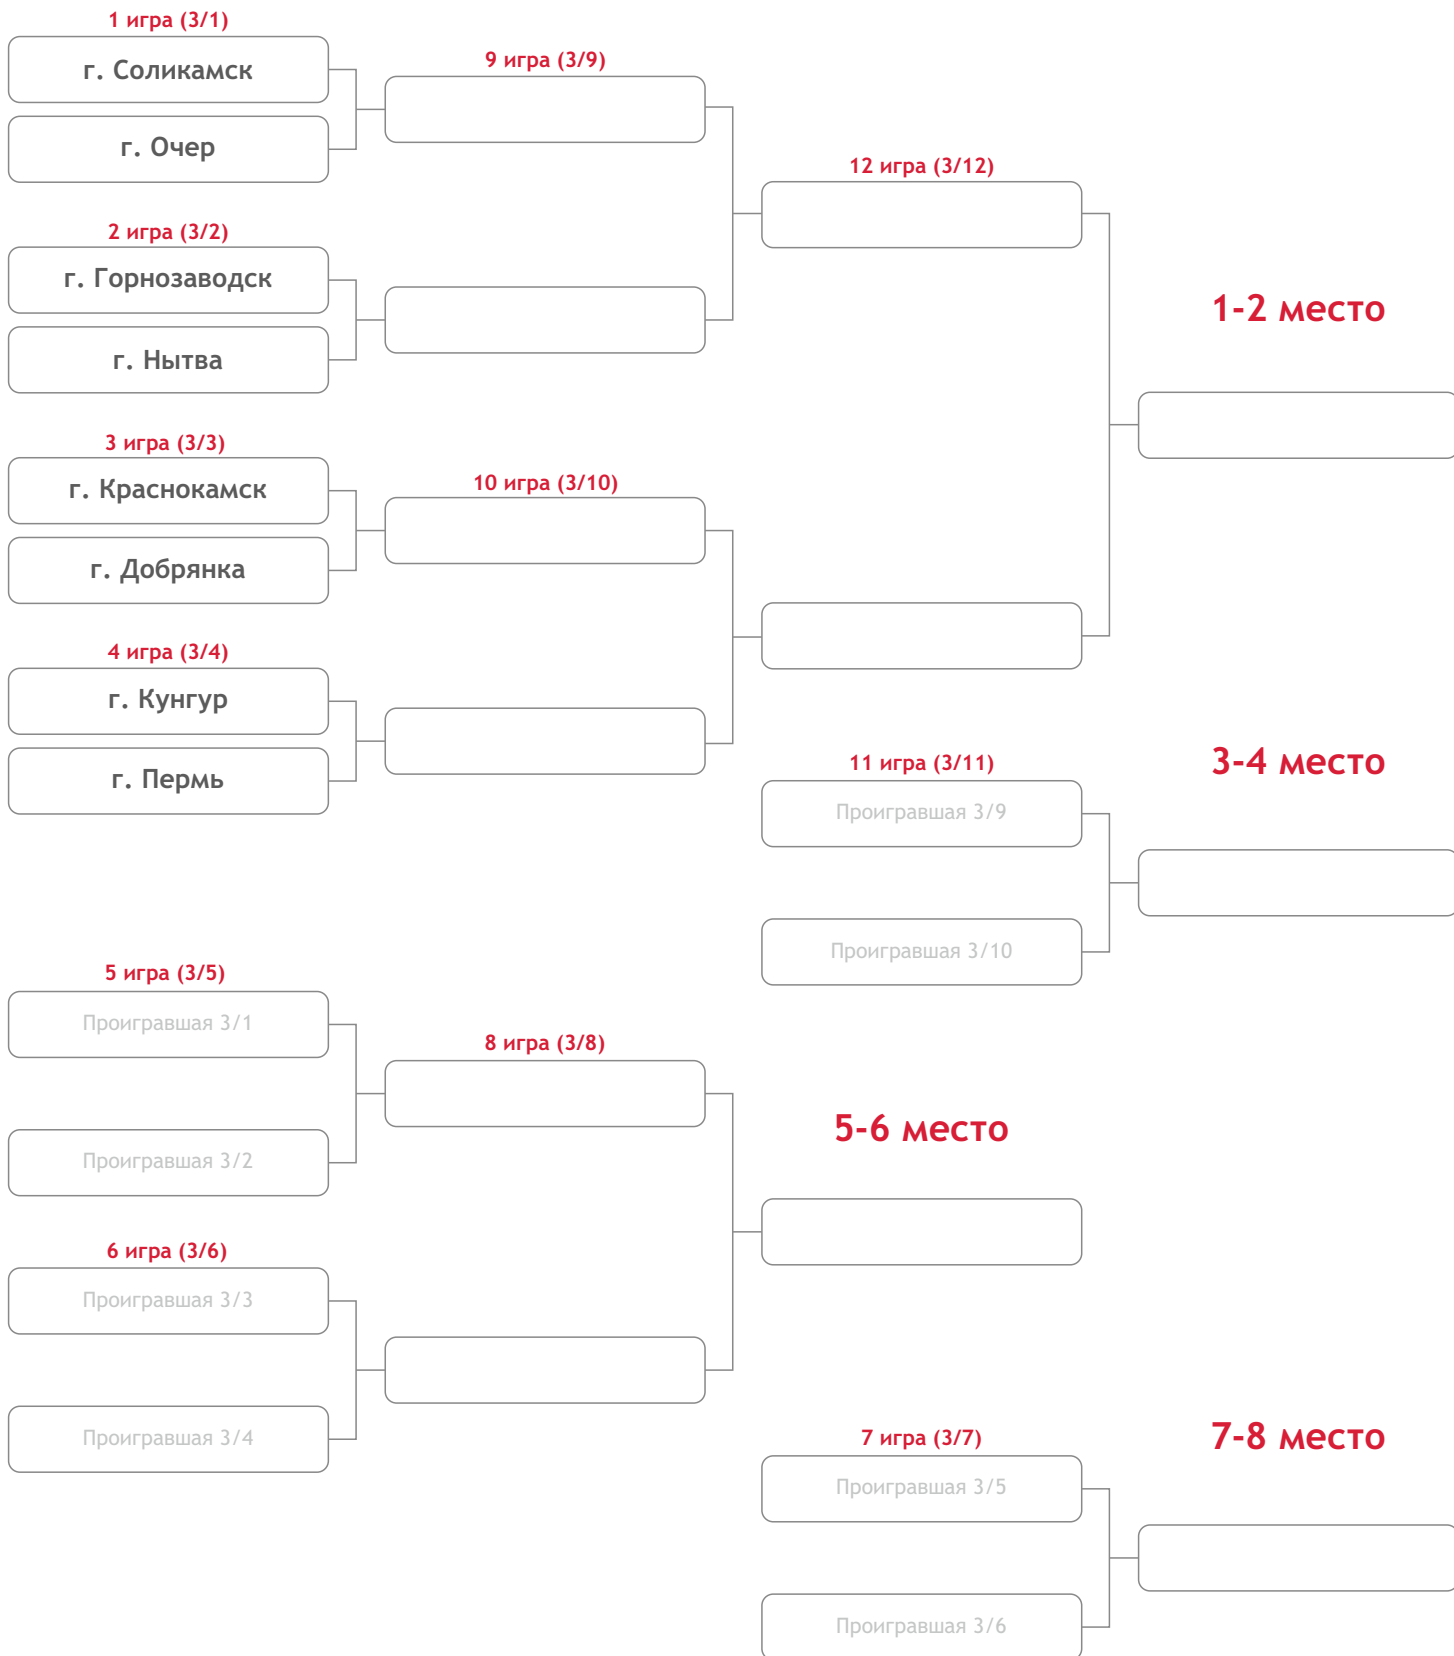 1 игра (3/1)
г. Соликамск
г. Очер
2 игра (3/2)
г. Горнозаводск
г. Нытва
3 игра (3/3)
г. Краснокамск
г. Добрянка
4 игра (3/4)
г. Кунгур
г. Пермь
9 игра (3/9)
10 игра (3/10)
12 игра (3/12)
1-2 место
11 игра (3/11)
Проигравшая 3/9
Проигравшая 3/10
3-4 место
5 игра (3/5)
Проигравшая 3/1
Проигравшая 3/2
6 игра (3/6)
Проигравшая 3/3
Проигравшая 3/4
8 игра (3/8)
5-6 место
7 игра (3/7)
Проигравшая 3/5
Проигравшая 3/6
7-8 место